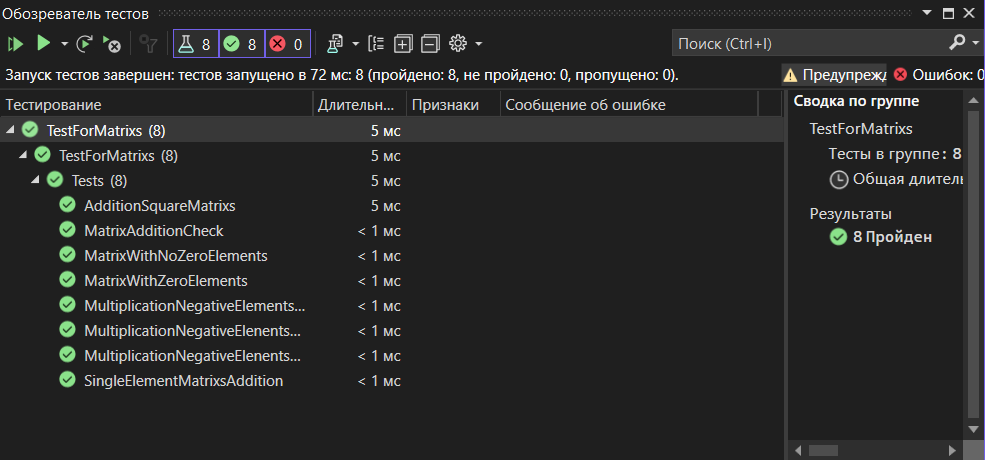 Обозреватель тестов
8 8 0
Поиск (Ctrl+I)
Запуск тестов завершен: тестов запущено в 72 мс: 8 (пройдено: 8, не пройдено: 0, пропущено: 0).
Предупрежд
Ошибок: 0
Тестирование Длительн... Признаки Сообщение об ошибке
TestForMatrixs (8) 5 мс
TestForMatrixs (8) 5 мс
Tests (8) 5 мс
AdditionSquareMatrixs 5 мс
MatrixAdditionCheck < 1 мс
MatrixWithNoZeroElements < 1 мс
MatrixWithZeroElements < 1 мс
MultiplicationNegativeElements... < 1 мс
MultiplicationNegativeElenents... < 1 мс
MultiplicationNegativeElenents... < 1 мс
SingleElementMatrixsAddition < 1 мс
Сводка по группе
TestForMatrixs
Тесты в группе: 8
Общая длитель
Результаты
8 Пройден